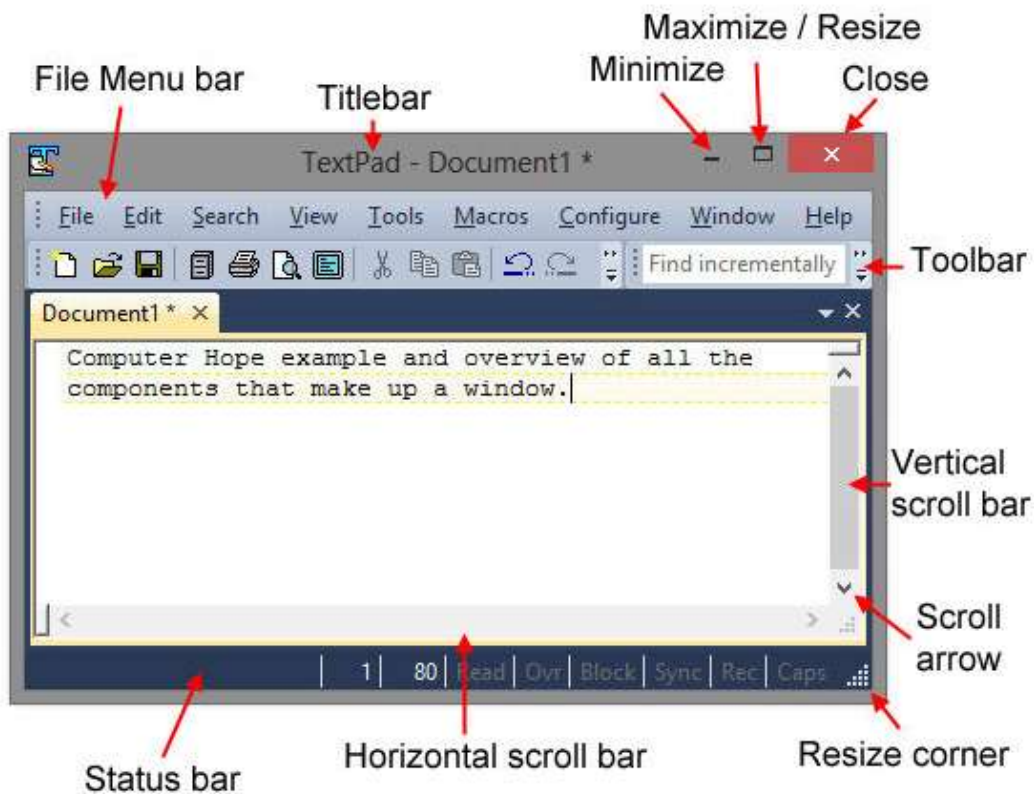 Maximize / Resize
File Menu bar
Titlebar
Minimize
Close
TextPad - Document1 *
File Edit Search View Tools Macros Configure Window Help
Find incrementally
Toolbar
Document1 *
Computer Hope example and overview of all the
components that make up a window.
Vertical
scroll bar
Scroll
arrow
1 80 Read Ovr Block Sync Rec Caps
Status bar
Horizontal scroll bar
Resize corner